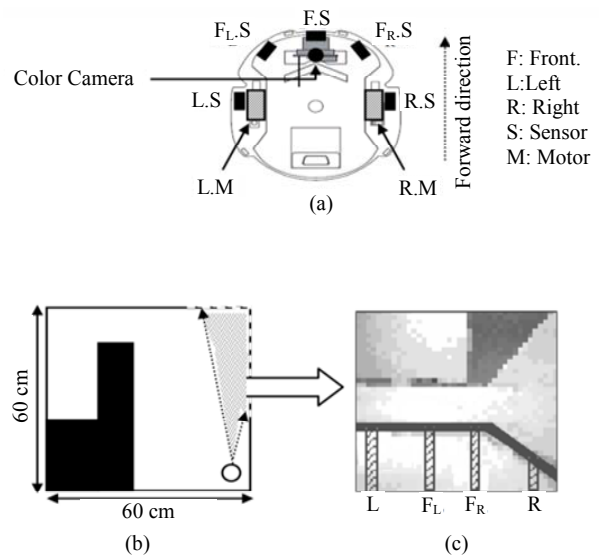 F.S
F_L.S
F_R.S
Color Camera
L.S
R.S
L.M
R.M
(a)
Forward direction
F: Front.
L:Left
R: Right
S: Sensor
M: Motor
60 cm
60 cm
(b)
L
F_L
F_R
R
(c)